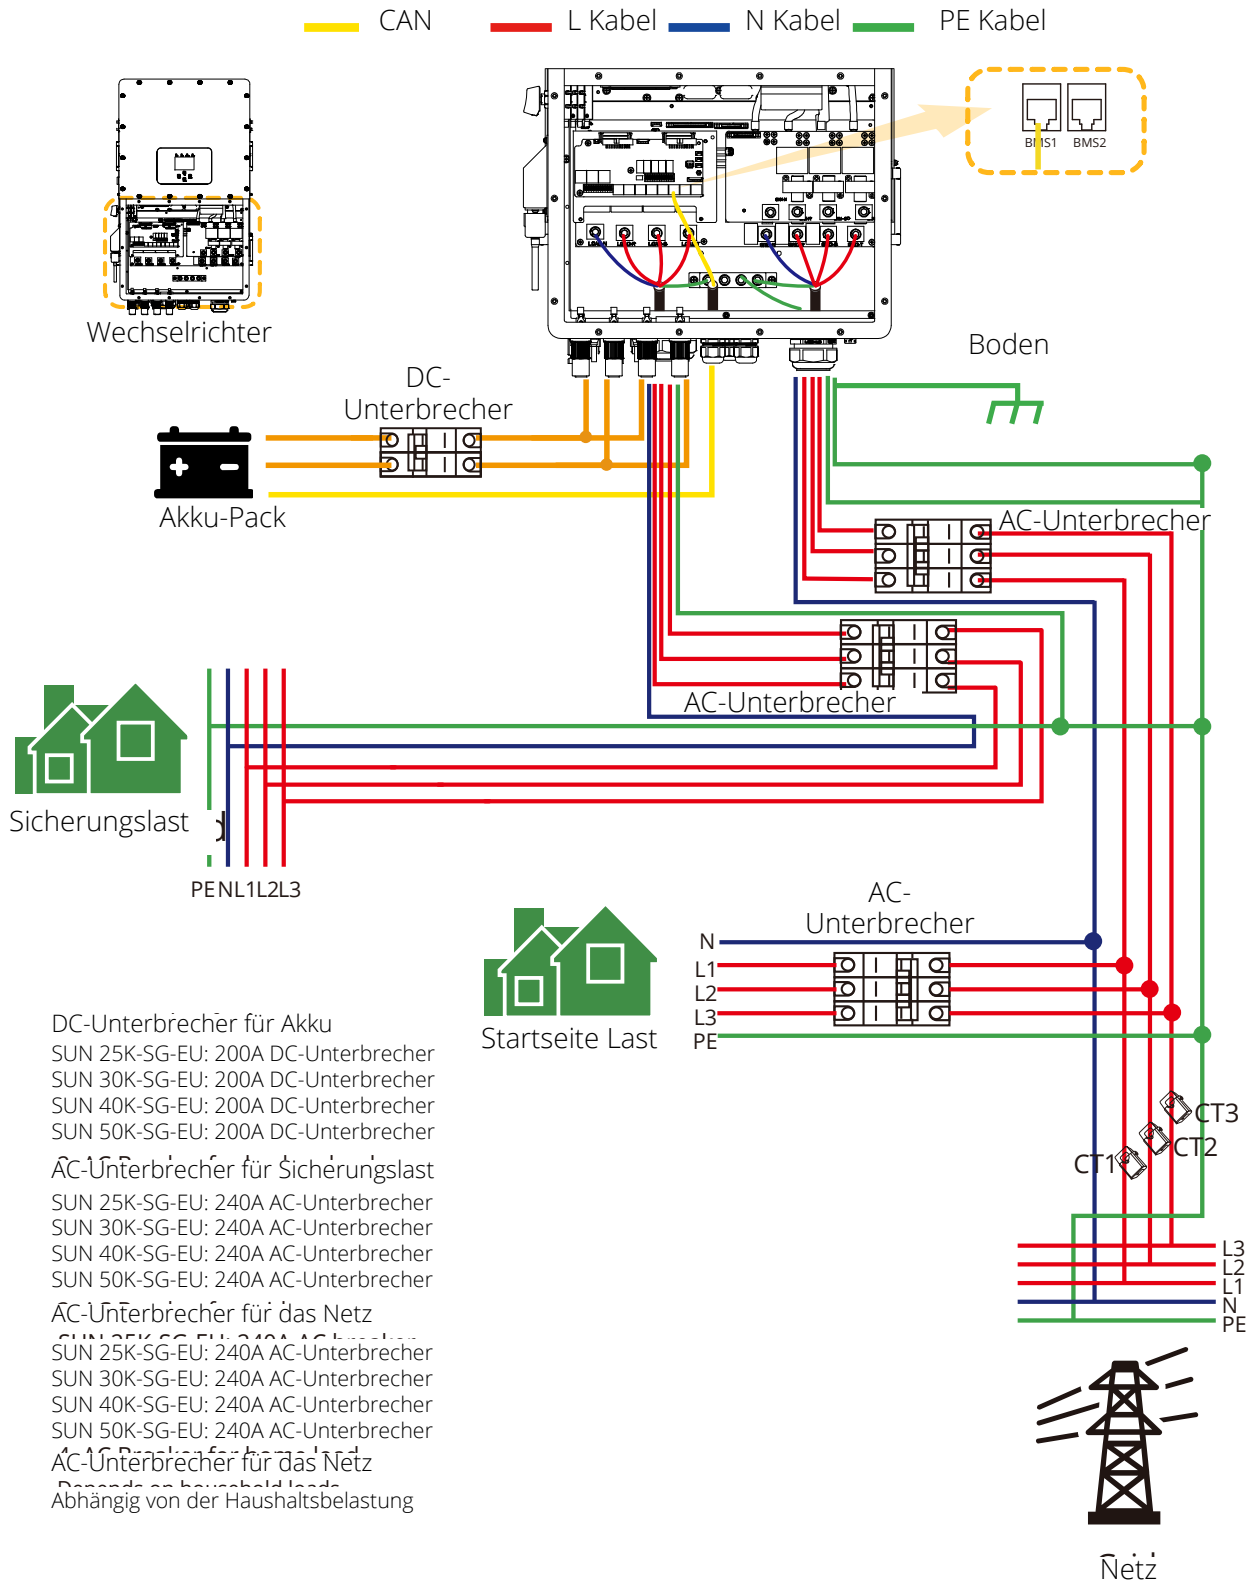 CAN
L Kabel
N Kabel
PE Kabel
BMS1
BMS2
Wechselrichter
Boden
DC-
Unterbrecher
Akku-Pack
AC-Unterbrecher
AC-Unterbrecher
Sicherungslast
PE N L1 L2 L3
AC-
Unterbrecher
N
L1
L2
L3
PE
Startseite Last
DC-Unterbrecher für Akku
SUN 25K-SG-EU: 200A DC-Unterbrecher
SUN 30K-SG-EU: 200A DC-Unterbrecher
SUN 40K-SG-EU: 200A DC-Unterbrecher
SUN 50K-SG-EU: 200A DC-Unterbrecher
AC-Unterbrecher für Sicherungslast
SUN 25K-SG-EU: 240A AC-Unterbrecher
SUN 30K-SG-EU: 240A AC-Unterbrecher
SUN 40K-SG-EU: 240A AC-Unterbrecher
SUN 50K-SG-EU: 240A AC-Unterbrecher
AC-Unterbrecher für das Netz
SUN 25K-SG-EU: 240A AC-Unterbrecher
SUN 30K-SG-EU: 240A AC-Unterbrecher
SUN 40K-SG-EU: 240A AC-Unterbrecher
SUN 50K-SG-EU: 240A AC-Unterbrecher
AC-Unterbrecher für das Netz
Abhängig von der Haushaltsbelastung
CT3
CT2
CT1
L3
L2
L1
N
PE
Netz